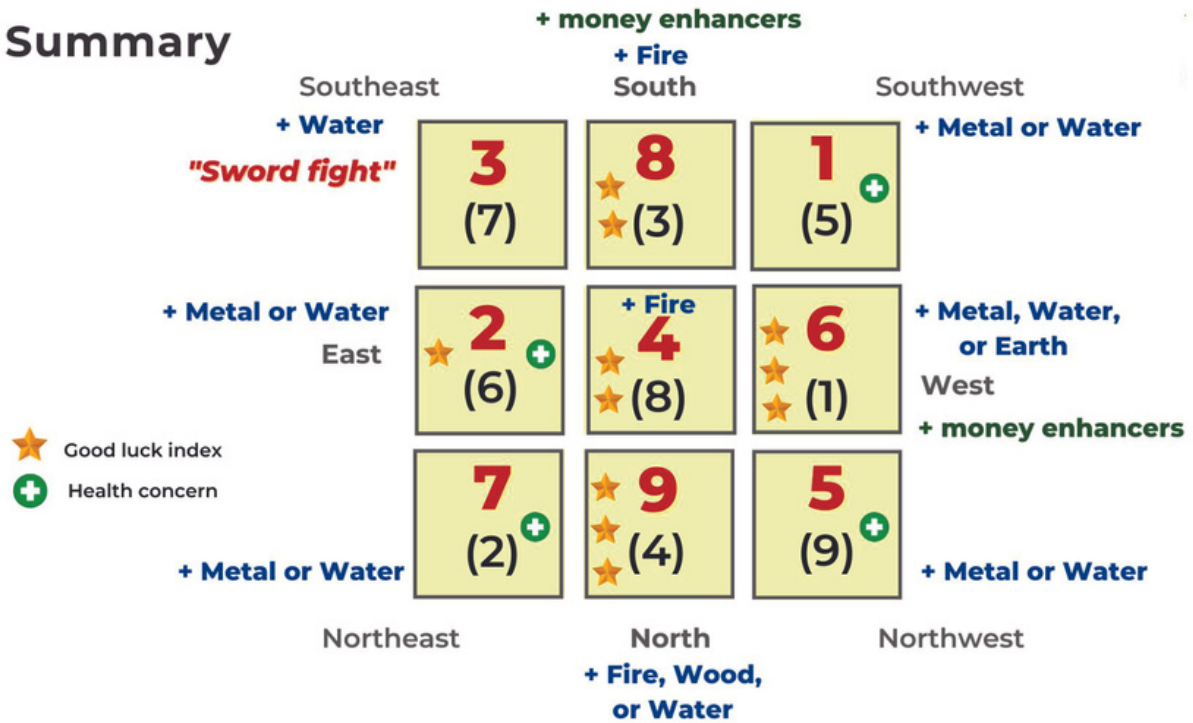 Summary
+ money enhancers
+ Fire
Southeast
South
Southwest
+ Water
"Sword fight"
3
(7)
8
(3)
1
(5)
+ Metal or Water
+ Metal or Water
East
2
(6)
+ Fire
4
(8)
6
(1)
+ Metal, Water,
or Earth
West
+ money enhancers
Good luck index
Health concern
7
(2)
9
(4)
5
(9)
+ Metal or Water
+ Metal or Water
Northeast
North
Northwest
+ Fire, Wood,
or Water